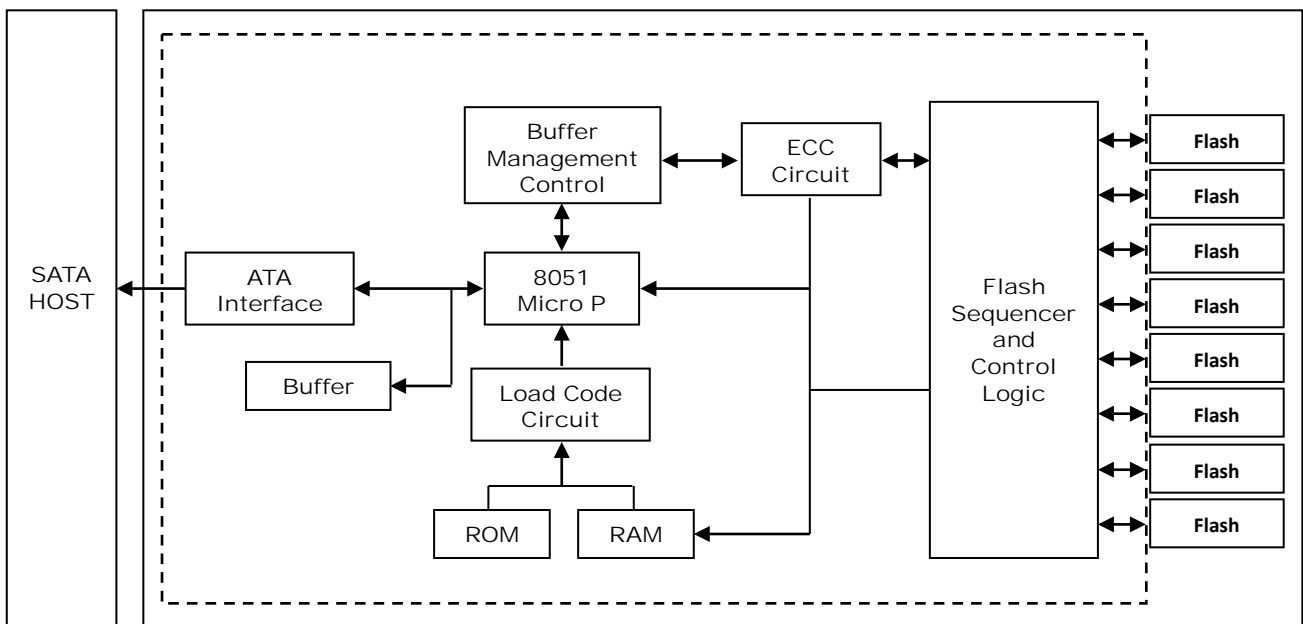 SATA
HOST
ATA
Interface
Buffer
Buffer
Management
Control
8051
Micro P
Load Code
Circuit
ROM
RAM
ECC
Circuit
Flash
Sequencer
and
Control
Logic
Flash
Flash
Flash
Flash
Flash
Flash
Flash
Flash